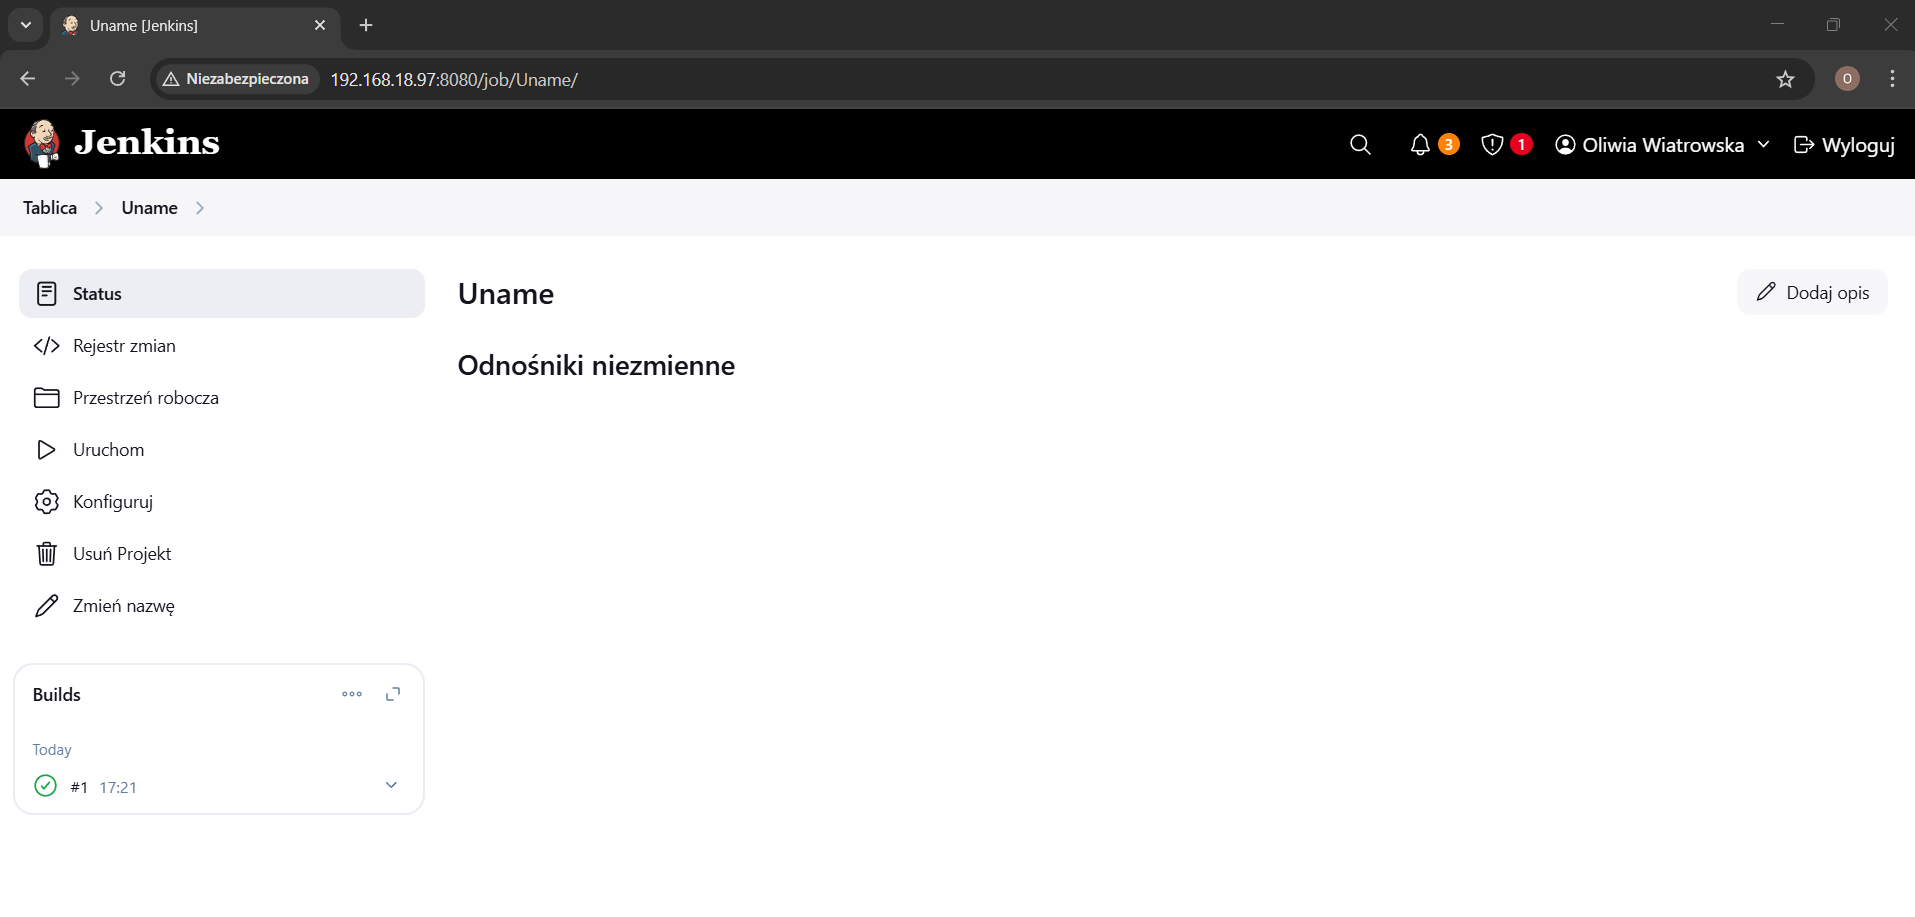 Uname [Jenkins]
Niezabezpieczona 192.168.18.97:8080/job/Uname/ O
Jenkins 3 1 Oliwia Wiatrowska Wyloguj
Tablica Uname
Status
Rejestr zmian
Przestrzeń robocza
Uruchom
Konfiguruj
Usuń Projekt
Zmień nazwę
Builds
Today
#1 17:21
Uname
Dodaj opis
Odnośniki niezmienne